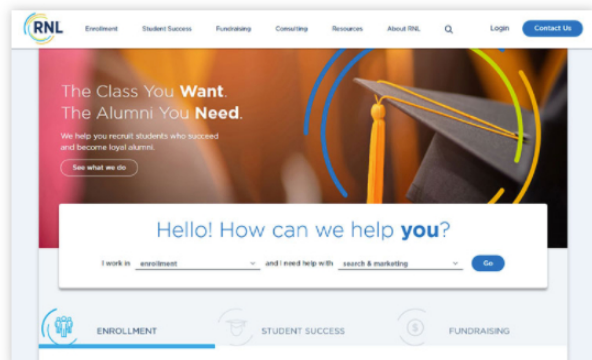 RNL
Enrollment Student Success Fundraising Consulting Resources About RNL Login Contact Us
The Class You Want.
The Alumni You Need.
We help you recruit students who succeed
and become loyal alumni.
See what we do
Hello! How can we help you?
I work in enrollment and I need help with search & marketing Go
ENROLLMENT STUDENT SUCCESS FUNDRAISING